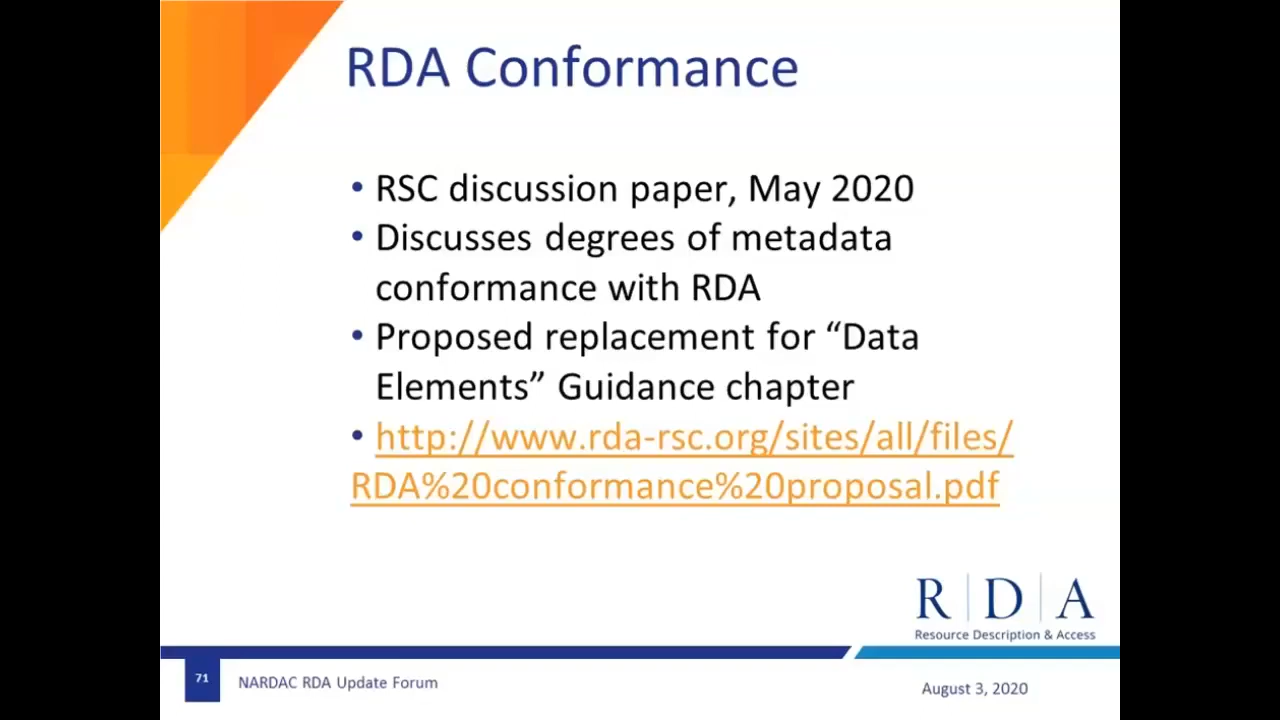 RDA Conformance
• RSC discussion paper, May 2020
• Discusses degrees of metadata
conformance with RDA
• Proposed replacement for “Data
Elements” Guidance chapter
• http://www.rda-rsc.org/sites/all/files/
RDA%20conformance%20proposal.pdf
R|D|A
Resource Description & Access
71
NARDAC RDA Update Forum
August 3, 2020